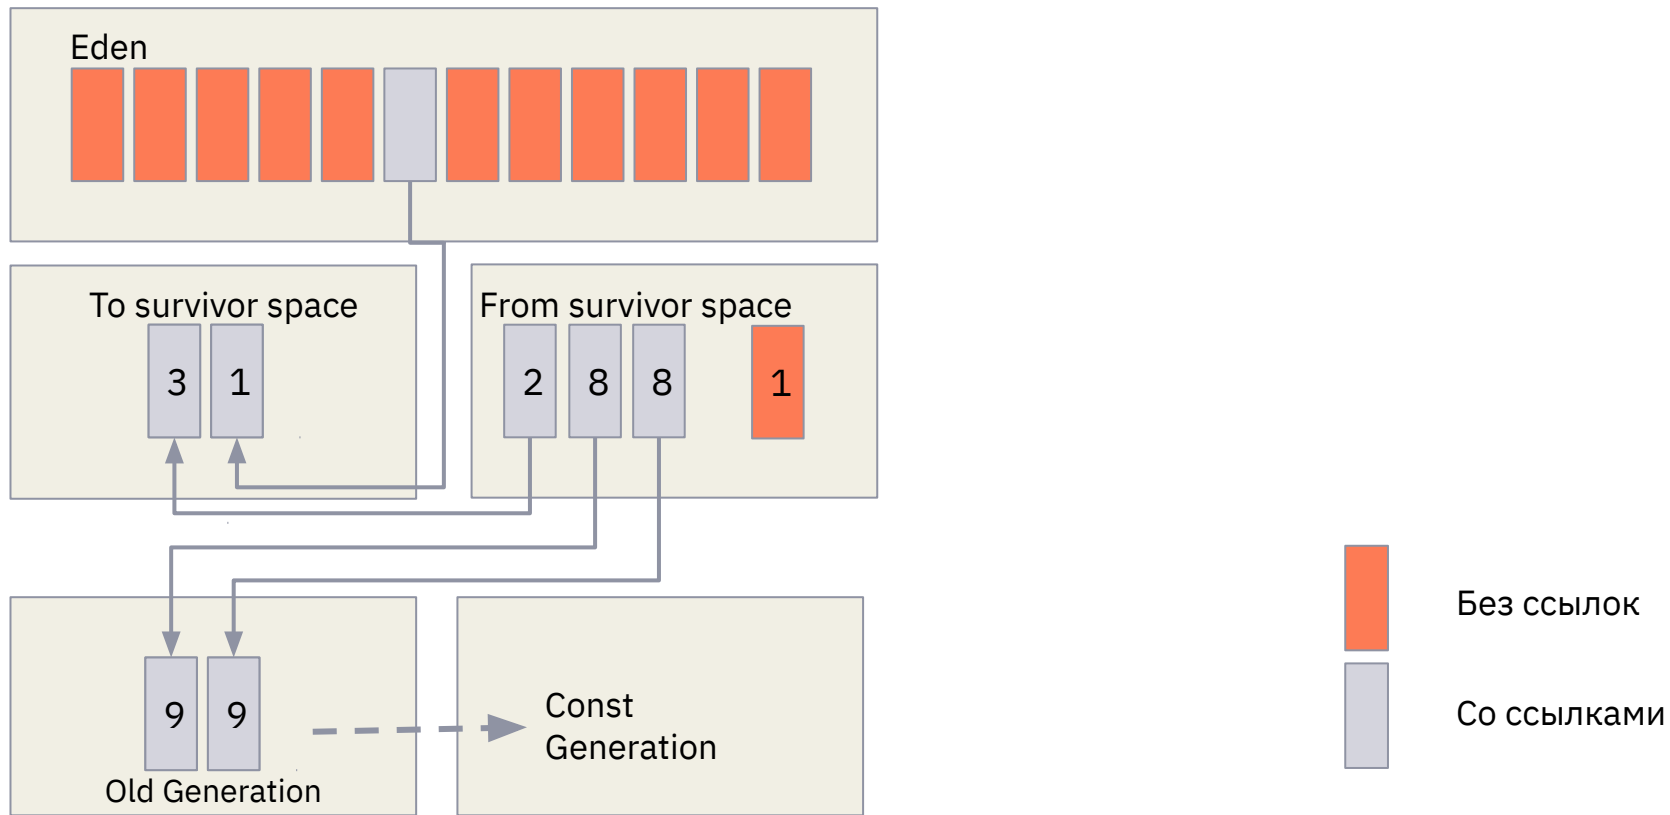 Eden
To survivor space
From survivor space
3 1
2 8 8 1
9 9
Old Generation
Const
Generation
Без ссылок
Со ссылками